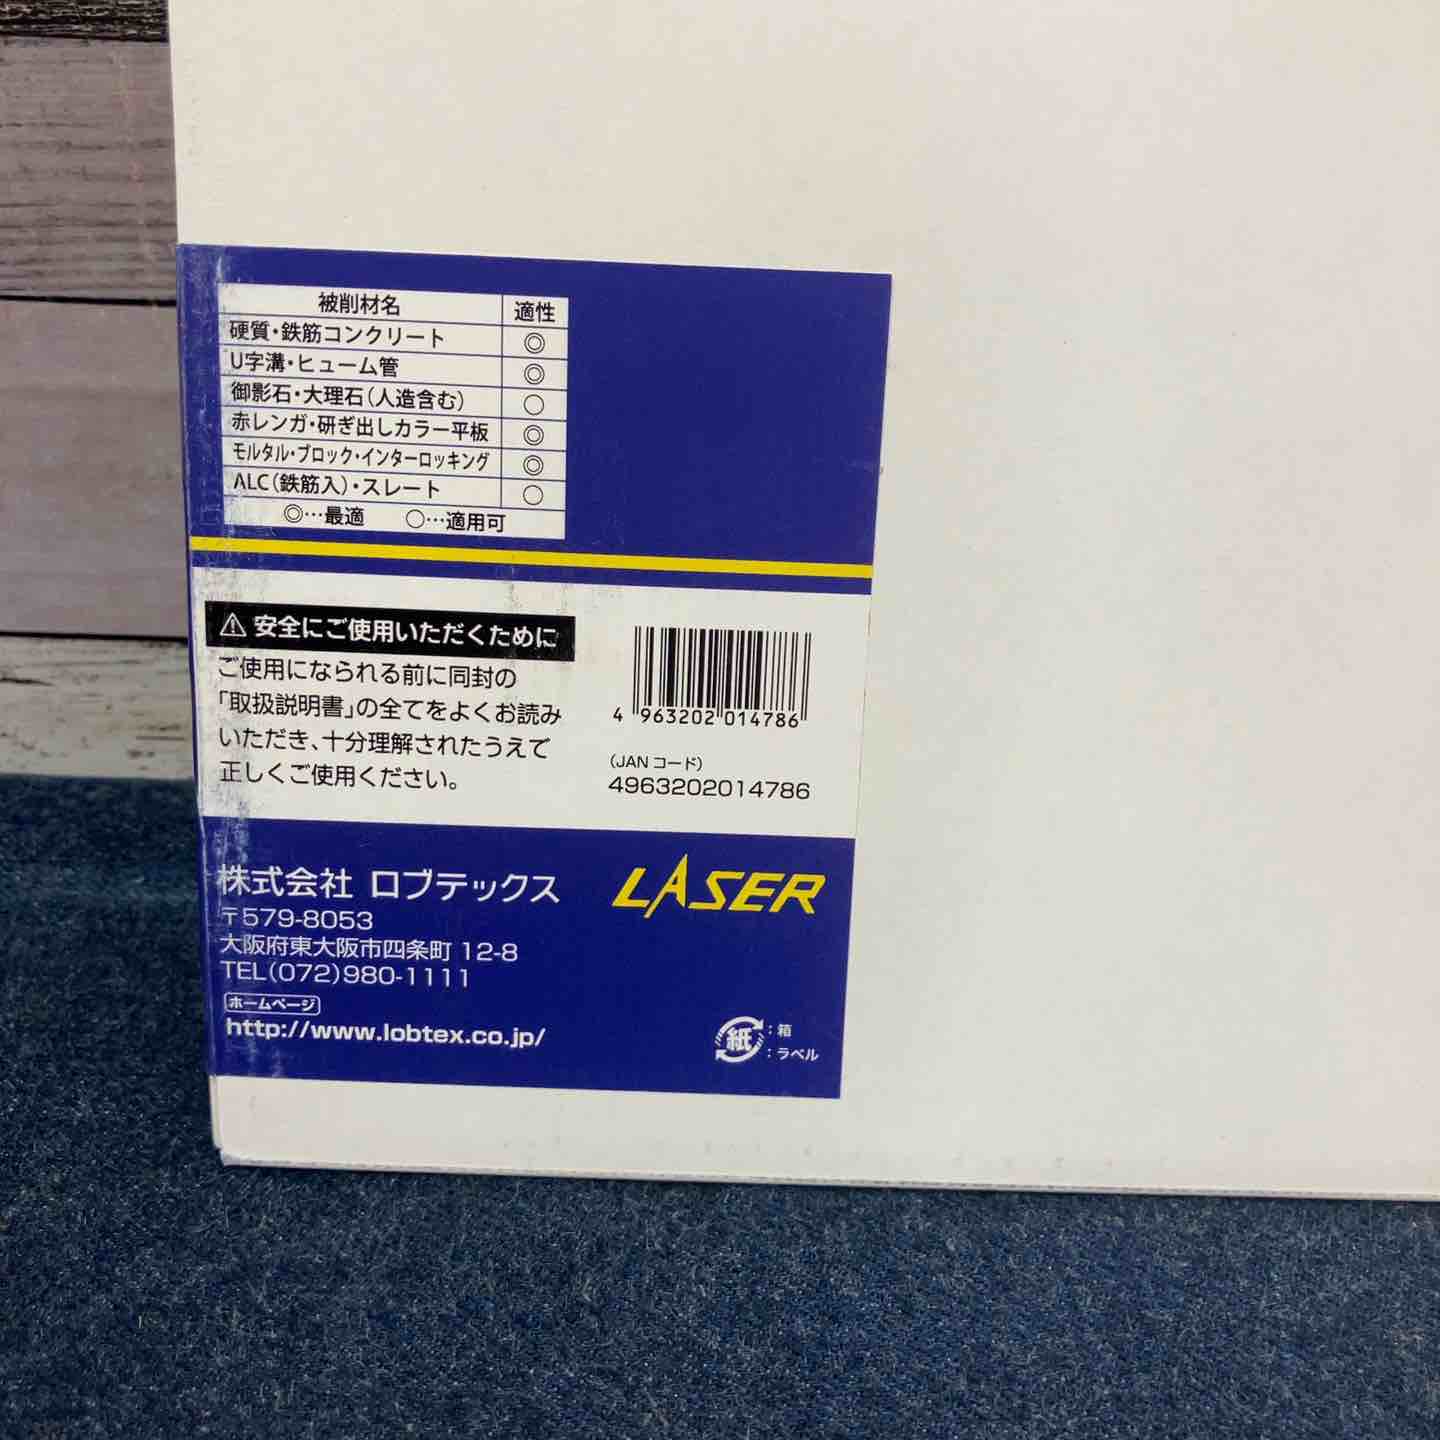 被削材名 適性
硬質・鉄筋コンクリート ◎
U字溝・ヒューム管 ◎
御影石・大理石(人造含む) ○
赤レンガ・研ぎ出しカラー平板 ◎
モルタル・ブロック・インターロッキング ◎
ALC(鉄筋入)・スレート ○
◎…最適 ○…適用可
⚠ 安全にご使用いただくために
ご使用になられる前に同封の
「取扱説明書」の全てをよくお読み
いただき、十分理解されたうえで
正しくご使用ください。
4 963202 014786
(JANコード)
4963202014786
株式会社 ロブテックス
〒579-8053
大阪府東大阪市四条町 12-8
TEL(072)980-1111
ホームページ
http://www.lobtex.co.jp/
LASER
紙 :箱
:ラベル